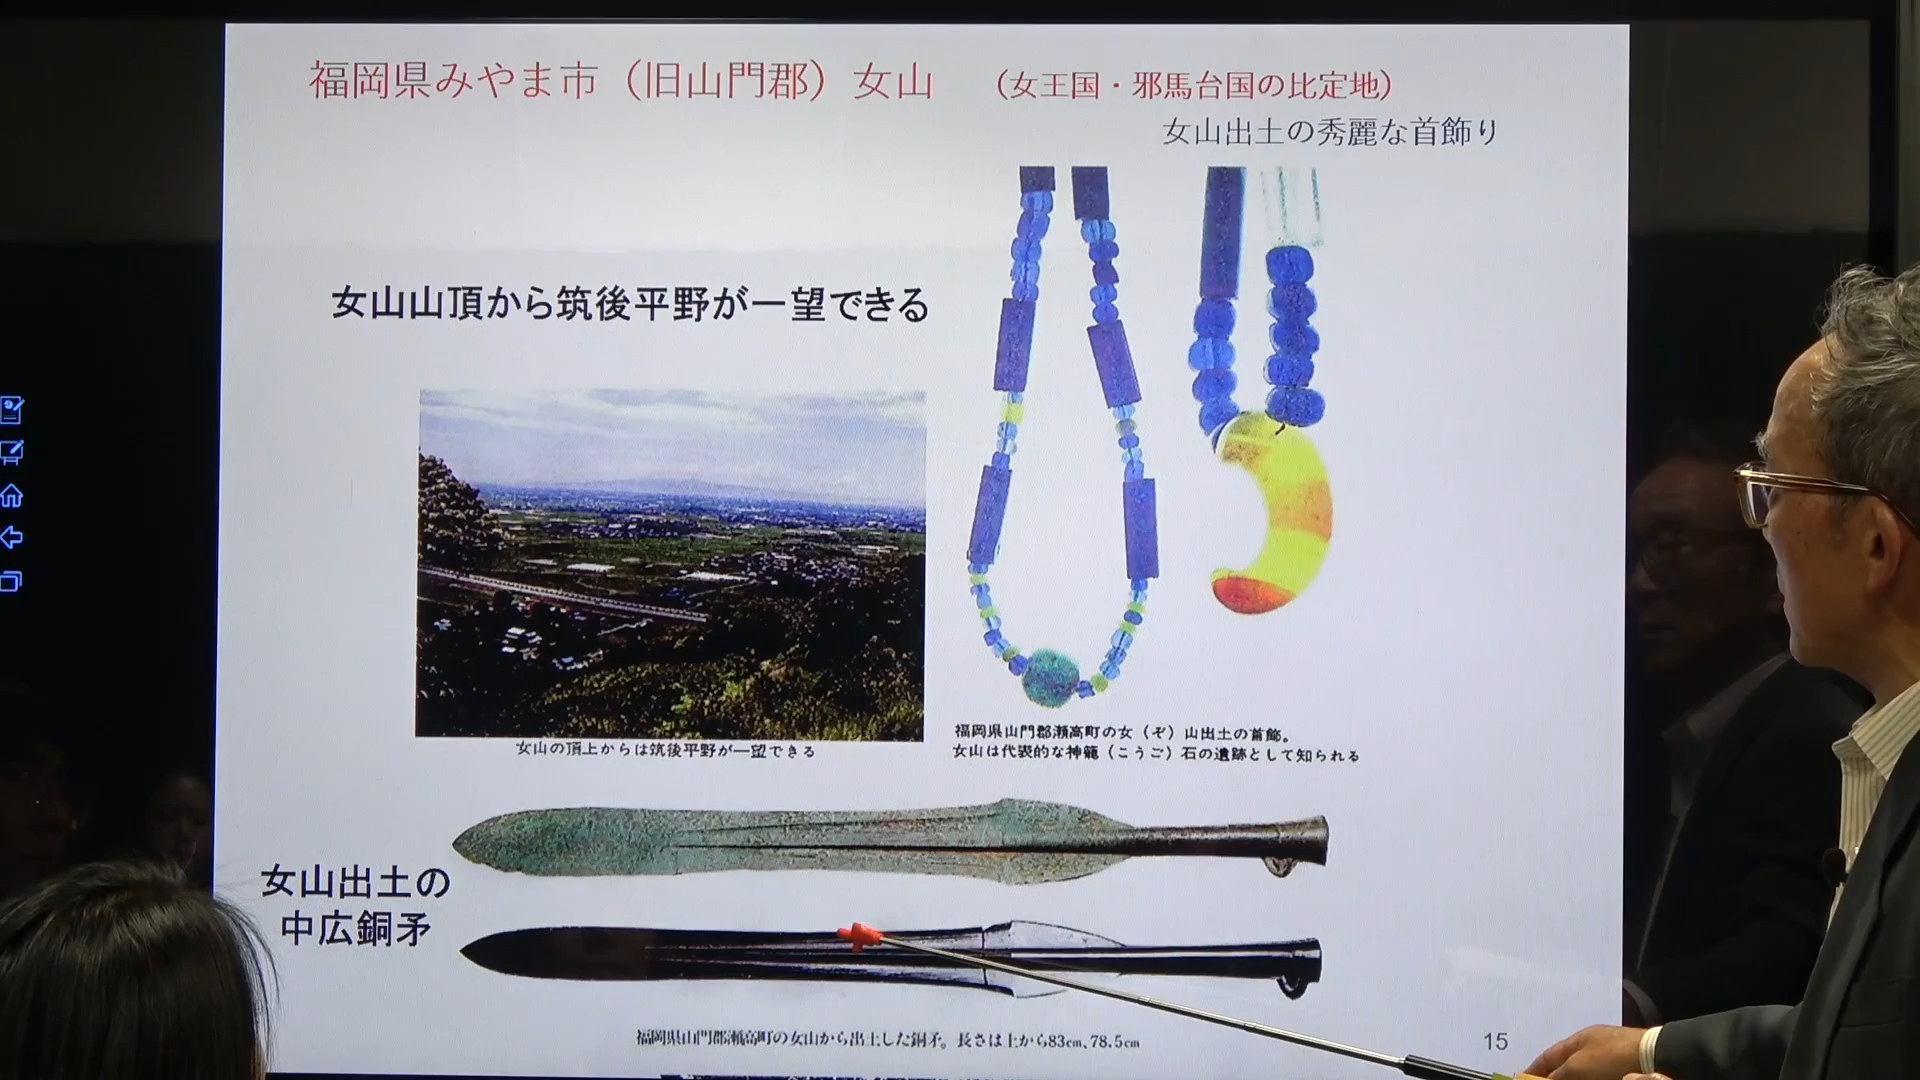 福岡県みやま市（旧山門郡）女山　（女王国・邪馬台国の比定地）
女山出土の秀麗な首飾り
女山山頂から筑後平野が一望できる
女山の頂上からは筑後平野が一望できる
福岡県山門郡瀬高町の女（ぞ）山出土の首飾。
女山は代表的な神籠（こうご）石の遺跡として知られる
女山出土の
中広銅矛
福岡県山門郡瀬高町の女山から出土した銅矛。長さは上から83cm、78.5cm
15